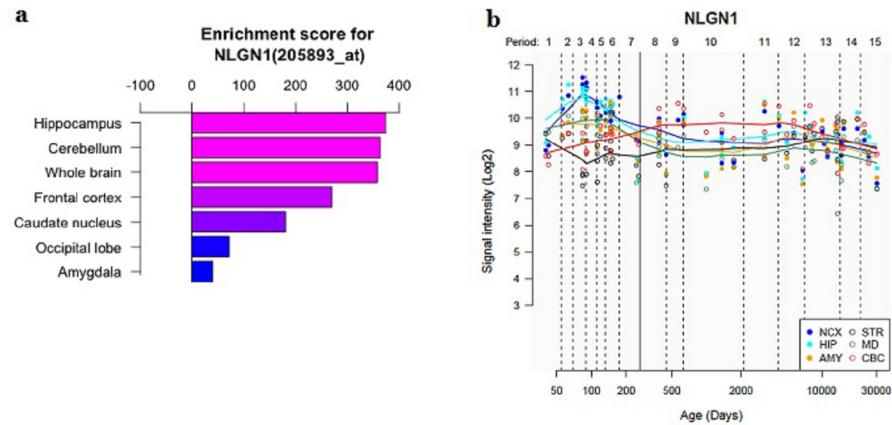 a
Enrichment score for
NLGN1(205893_at)
-100 0 100 200 300 400
Hippocampus
Cerebellum
Whole brain
Frontal cortex
Caudate nucleus
Occipital lobe
Amygdala
b
NLGN1
Period: 1 2 3 4 5 6 7 8 9 10 11 12 13 14 15
Signal intensity (Log2)
12
11
10
9
8
7
6
5
4
3
NCX STR
HIP MD
AMY CBC
50 100 200 500 2000 10000 30000
Age (Days)